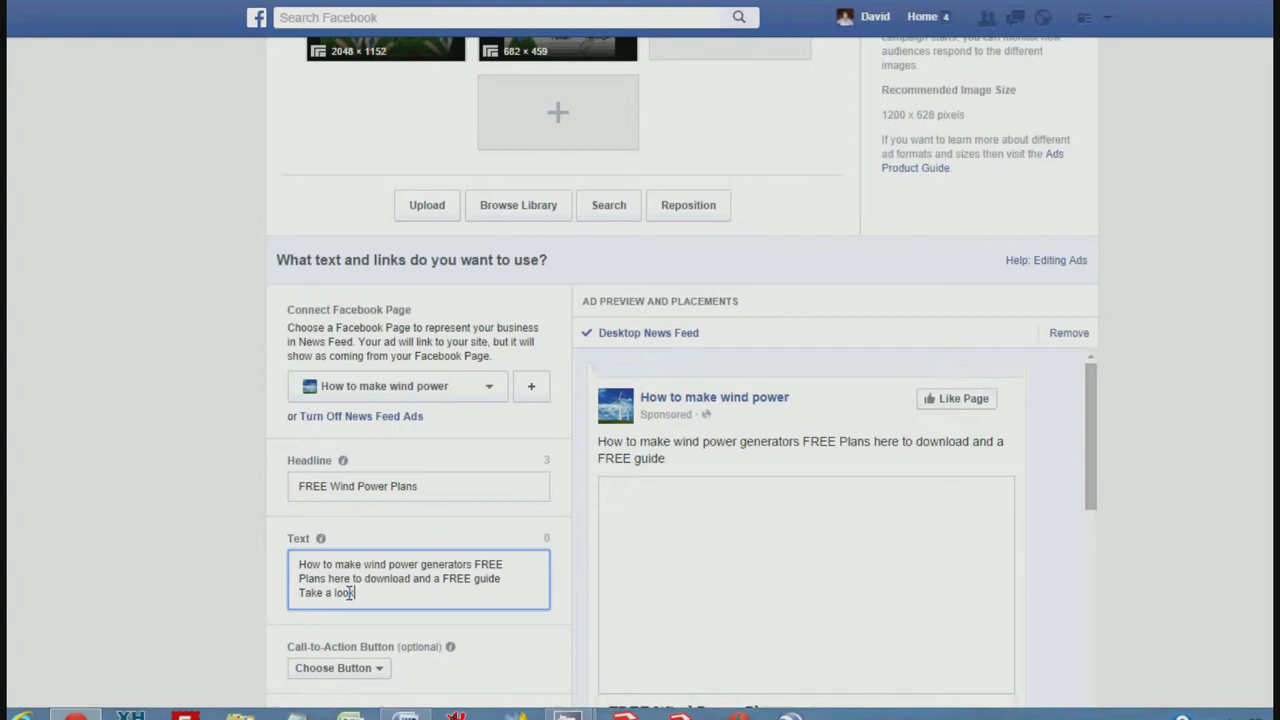 Search Facebook
David
Home 4
2048 × 1152
682 × 459
audiences respond to the different
images.
Recommended Image Size
1200 x 628 pixels
If you want to learn more about different
ad formats and sizes then visit the Ads
Product Guide.
Upload
Browse Library
Search
Reposition
What text and links do you want to use?
Help: Editing Ads
Connect Facebook Page
Choose a Facebook Page to represent your business
in News Feed. Your ad will link to your site, but it will
show as coming from your Facebook Page.
How to make wind power
or Turn Off News Feed Ads
Headline
3
FREE Wind Power Plans
Text
0
How to make wind power generators FREE
Plans here to download and a FREE guide
Take a look
Call-to-Action Button (optional)
Choose Button
AD PREVIEW AND PLACEMENTS
Desktop News Feed
Remove
How to make wind power
Sponsored ·
Like Page
How to make wind power generators FREE Plans here to download and a
FREE guide